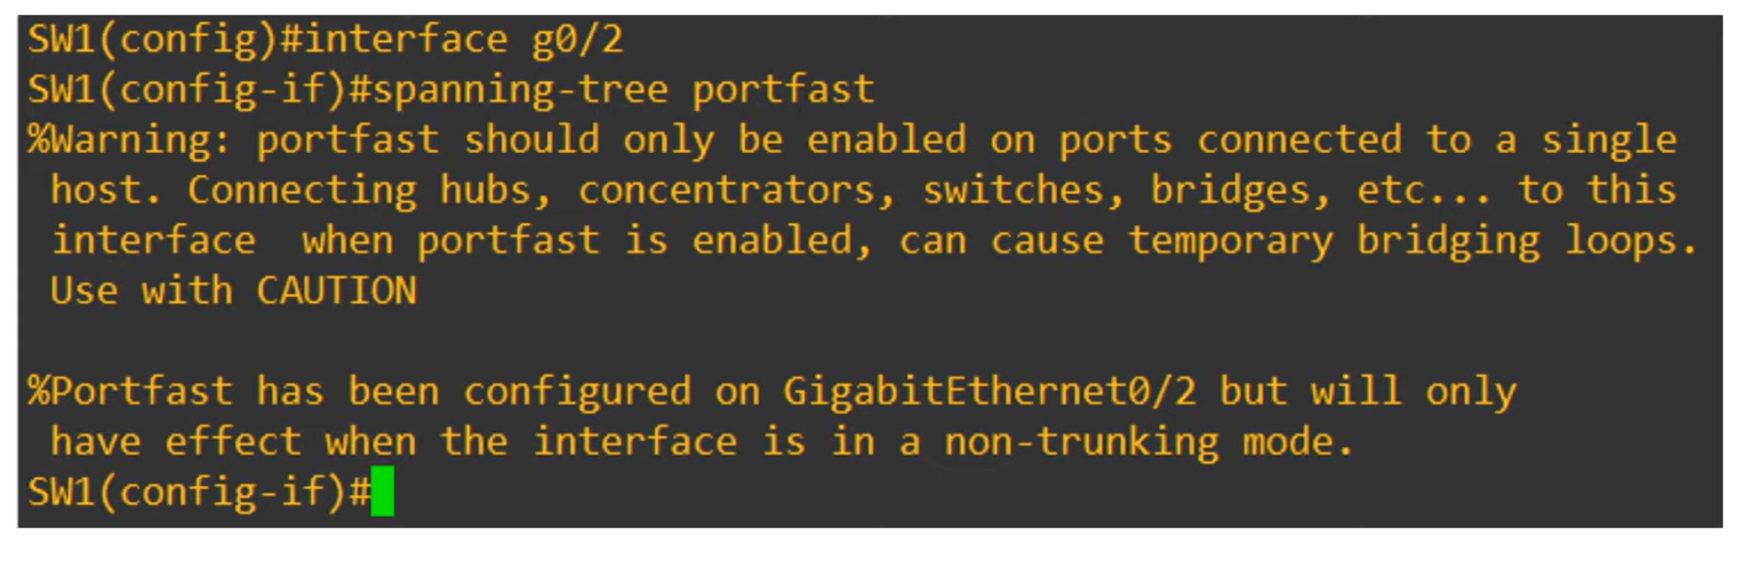 SW1(config)#interface g0/2
SW1(config-if)#spanning-tree portfast
%Warning: portfast should only be enabled on ports connected to a single
host. Connecting hubs, concentrators, switches, bridges, etc... to this
interface  when portfast is enabled, can cause temporary bridging loops.
Use with CAUTION
%Portfast has been configured on GigabitEthernet0/2 but will only
have effect when the interface is in a non-trunking mode.
SW1(config-if)#